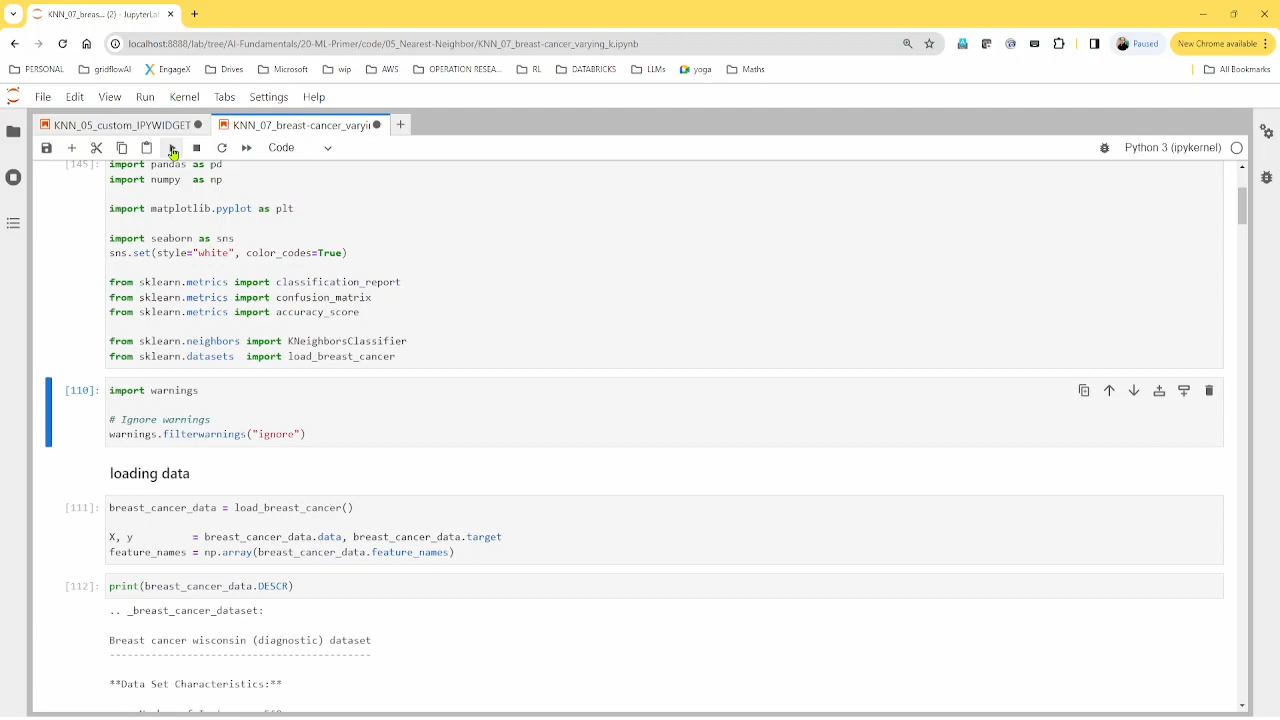 KNN_07_breas... (2) - JupyterLab
localhost:8888/lab/tree/AI-Fundamentals/20-ML-Primer/code/05_Nearest-Neighbor/KNN_07_breast-cancer_varying_k.ipynb
Paused
New Chrome available
PERSONAL gridflowAI EngageX Drives Microsoft wip AWS OPERATION RESEA... RL DATABRICKS LLMs yoga Maths All Bookmarks
File Edit View Run Kernel Tabs Settings Help
KNN_05_custom_IPYWIDGET KNN_07_breast-cancer_varyin
Code Python 3 (ipykernel)
[145]: import pandas as pd
import numpy as np
import matplotlib.pyplot as plt
import seaborn as sns
sns.set(style="white", color_codes=True)
from sklearn.metrics import classification_report
from sklearn.metrics import confusion_matrix
from sklearn.metrics import accuracy_score
from sklearn.neighbors import KNeighborsClassifier
from sklearn.datasets import load_breast_cancer
[110]: import warnings
# Ignore warnings
warnings.filterwarnings("ignore")
loading data
[111]: breast_cancer_data = load_breast_cancer()
X, y = breast_cancer_data.data, breast_cancer_data.target
feature_names = np.array(breast_cancer_data.feature_names)
[112]: print(breast_cancer_data.DESCR)
.. _breast_cancer_dataset:
Breast cancer wisconsin (diagnostic) dataset
--------------------------------------------
**Data Set Characteristics:**